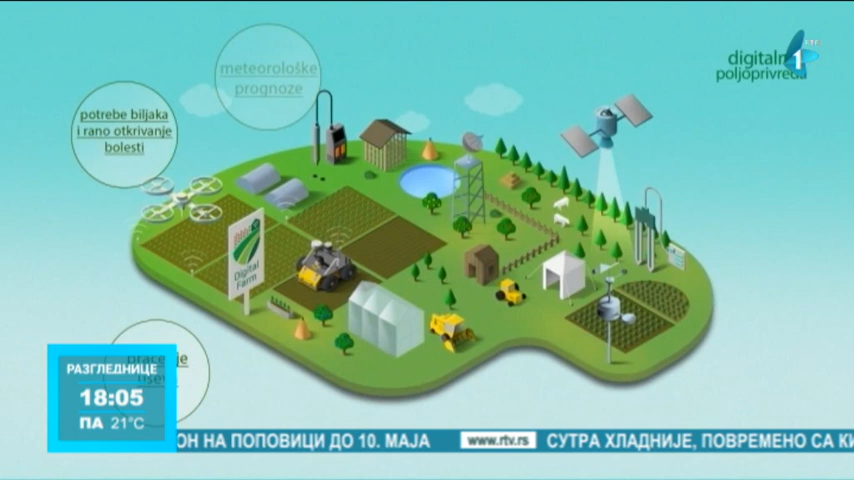 meteorološke
prognoze
digitalna
poljoprivreda
potrebe biljaka
i rano otkrivanje
bolesti
Digital
Farm
РАЗГЛЕДНИЦЕ
18:05
ПА 21°C
ОН НА ПОПОВИЦИ ДО 10. МАЈА
www.rtv.rs
СУТРА ХЛАДНИЈЕ, ПОВРЕМЕНО СА КИ